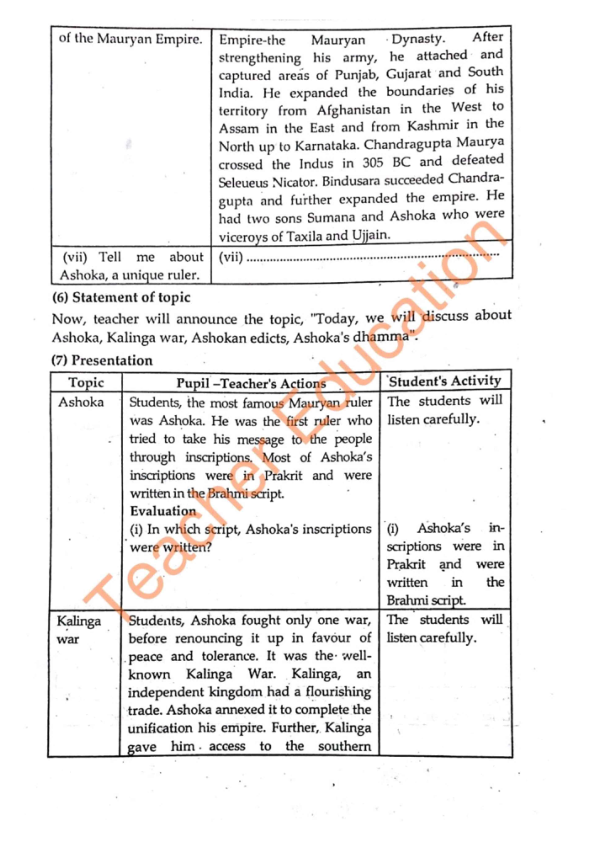 of the Mauryan Empire.
Empire-the Mauryan Dynasty. After
strengthening his army, he attached and
captured areas of Punjab, Gujarat and South
India. He expanded the boundaries of his
territory from Afghanistan in the West to
Assam in the East and from Kashmir in the
North up to Karnataka. Chandragupta Maurya
crossed the Indus in 305 BC and defeated
Seleueus Nicator. Bindusara succeeded Chandra-
gupta and further expanded the empire. He
had two sons Sumana and Ashoka who were
viceroys of Taxila and Ujjain.
(vii) Tell me about
Ashoka, a unique ruler.
(vii) ..........................................................................
(6) Statement of topic
Now, teacher will announce the topic, "Today, we will discuss about
Ashoka, Kalinga war, Ashokan edicts, Ashoka's dhamma".
(7) Presentation
Topic
Pupil –Teacher's Actions
Student's Activity
Ashoka
Students, the most famous Mauryan ruler
was Ashoka. He was the first ruler who
tried to take his message to the people
through inscriptions. Most of Ashoka's
inscriptions were in Prakrit and were
written in the Brahmi script.
Evaluation
(i) In which script, Ashoka's inscriptions
were written?
The students will
listen carefully.
(i) Ashoka's in-
scriptions were in
Prakrit and were
written in the
Brahmi script.
Kalinga
war
Students, Ashoka fought only one war,
before renouncing it up in favour of
peace and tolerance. It was the well-
known Kalinga War. Kalinga, an
independent kingdom had a flourishing
trade. Ashoka annexed it to complete the
unification his empire. Further, Kalinga
gave him access to the southern
The students will
listen carefully.
Teacher Education